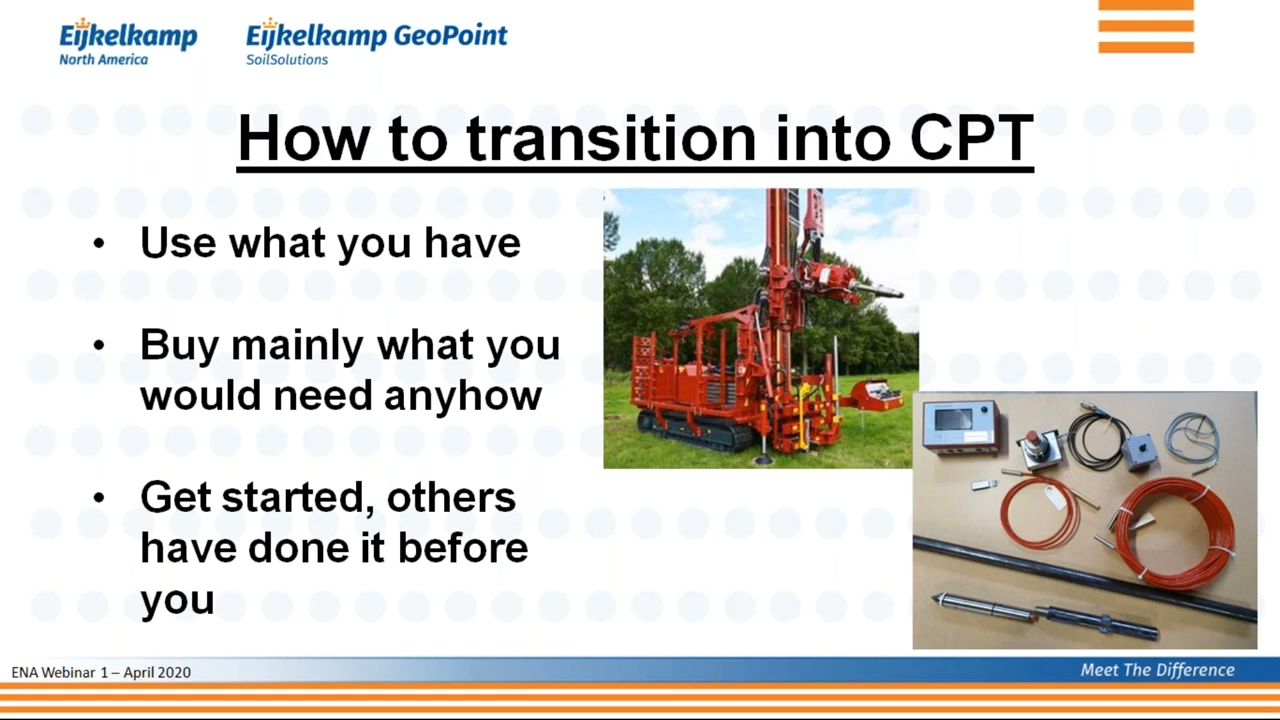 Eijkelkamp
North America
Eijkelkamp GeoPoint
SoilSolutions
How to transition into CPT
• Use what you have
• Buy mainly what you
would need anyhow
• Get started, others
have done it before
you
ENA Webinar 1 – April 2020
Meet The Difference